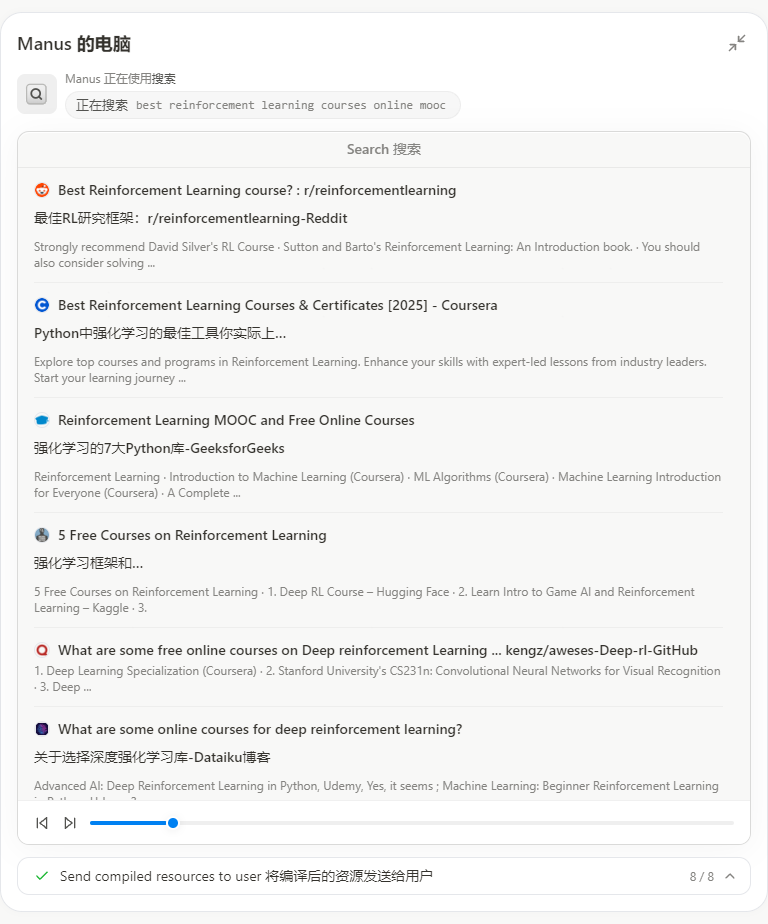 Manus 的电脑
Manus 正在使用搜索
正在搜索 best reinforcement learning courses online mooc
Search 搜索
Best Reinforcement Learning course? : r/reinforcementlearning
最佳RL研究框架：r/reinforcementlearning-Reddit
Strongly recommend David Silver's RL Course · Sutton and Barto's Reinforcement Learning: An Introduction book. · You should
also consider solving ...
Best Reinforcement Learning Courses & Certificates [2025] - Coursera
Python中强化学习的最佳工具你实际上...
Explore top courses and programs in Reinforcement Learning. Enhance your skills with expert-led lessons from industry leaders.
Start your learning journey ...
Reinforcement Learning MOOC and Free Online Courses
强化学习的7大Python库-GeeksforGeeks
Reinforcement Learning · Introduction to Machine Learning (Coursera) · ML Algorithms (Coursera) · Machine Learning Introduction
for Everyone (Coursera) · A Complete ...
5 Free Courses on Reinforcement Learning
强化学习框架和...
5 Free Courses on Reinforcement Learning · 1. Deep RL Course – Hugging Face · 2. Learn Intro to Game AI and Reinforcement
Learning – Kaggle · 3.
What are some free online courses on Deep reinforcement Learning ... kengz/aweses-Deep-rl-GitHub
1. Deep Learning Specialization (Coursera) · 2. Stanford University's CS231n: Convolutional Neural Networks for Visual Recognition
· 3. Deep ...
What are some online courses for deep reinforcement learning?
关于选择深度强化学习库-Dataiku博客
Advanced AI: Deep Reinforcement Learning in Python, Udemy, Yes, it seems ; Machine Learning: Beginner Reinforcement Learning
Send compiled resources to user 将编译后的资源发送给用户
8 / 8